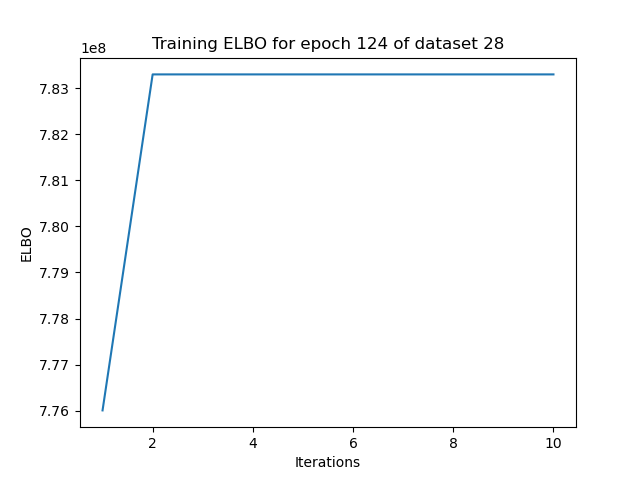 Training ELBO for epoch 124 of dataset 28
1e8
7.83
7.82
7.81
7.80
7.79
7.78
7.77
7.76
ELBO
2 4 6 8 10
Iterations